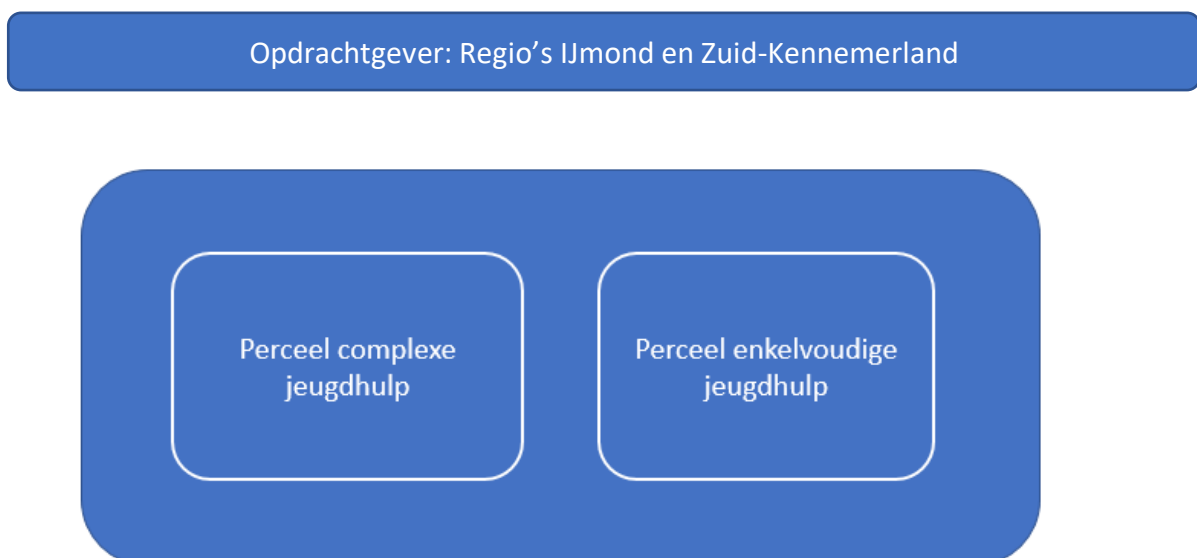 Opdrachtgever: Regio’s IJmond en Zuid-Kennemerland
Perceel complexe
jeugdhulp
Perceel enkelvoudige
jeugdhulp